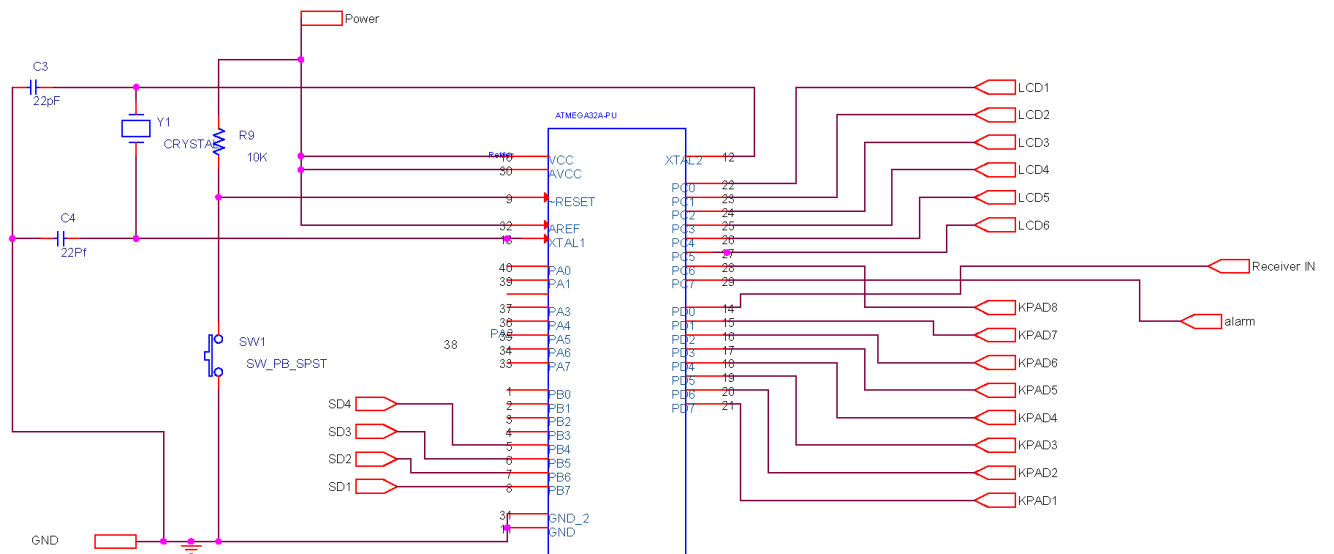 Power
C3
22pF
Y1
CRYSTAL
R9
10K
C4
22Pf
SW1
SW_PB_SPST
38
SD4
SD3
SD2
SD1
GND
ATMEGA32A-PU
10 VCC
30 AVCC
9 ~RESET
32 AREF
13 XTAL1
40 PA0
39 PA1
37 PA3
36 PA4
35 PA5
34 PA6
33 PA7
1 PB0
2 PB1
3 PB2
4 PB3
5 PB4
6 PB5
7 PB6
8 PB7
31 GND_2
11 GND
XTAL2 12
PC0 22
PC1 23
PC2 24
PC3 25
PC4 26
PC5 27
PC6 28
PC7 29
PD0 14
PD1 15
PD2 16
PD3 17
PD4 18
PD5 19
PD6 20
PD7 21
LCD1
LCD2
LCD3
LCD4
LCD5
LCD6
Receiver IN
KPAD8
alarm
KPAD7
KPAD6
KPAD5
KPAD4
KPAD3
KPAD2
KPAD1